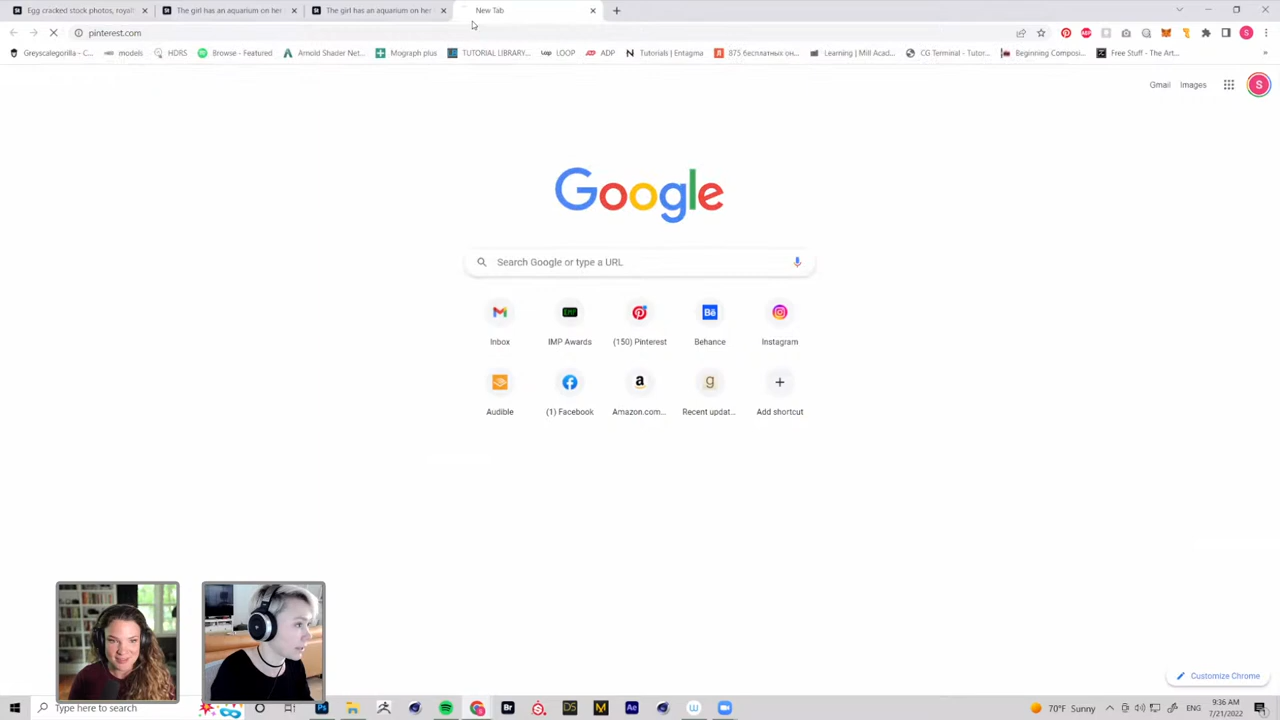 Egg cracked stock photos, royalt
The girl has an aquarium on her
The girl has an aquarium on her
New Tab
pinterest.com
Greyscalegorilla – C...
models
HDRS
Browse - Featured
Arnold Shader Net...
Mograph plus
TUTORIAL LIBRARY...
LOOP
ADP
Tutorials | Entagma
875 бесплатных он...
Learning | Mill Acad...
CG Terminal - Tutor...
Beginning Composi...
Free Stuff - The Art...
»
Gmail
Images
S
Google
Search Google or type a URL
Inbox
IMP Awards
(150) Pinterest
Behance
Instagram
Audible
(1) Facebook
Amazon.com...
Recent updat...
Add shortcut
Customize Chrome
Type here to search
70°F Sunny
9:36 AM
7/21/2022